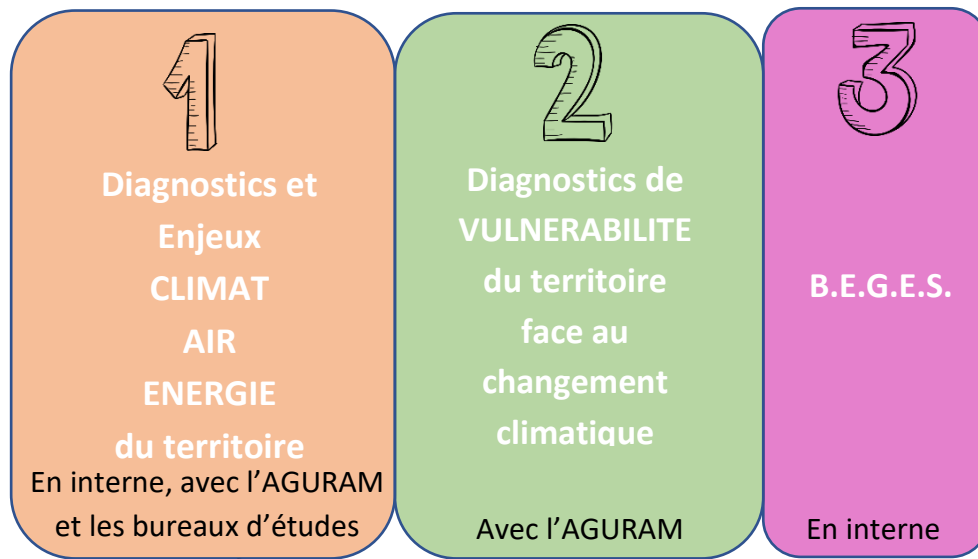 1
Diagnostics et
Enjeux
CLIMAT
AIR
ENERGIE
du territoire
En interne, avec l’AGURAM
et les bureaux d’études
2
Diagnostics de
VULNERABILITE
du territoire
face au
changement
climatique
Avec l’AGURAM
3
B.E.G.E.S.
En interne